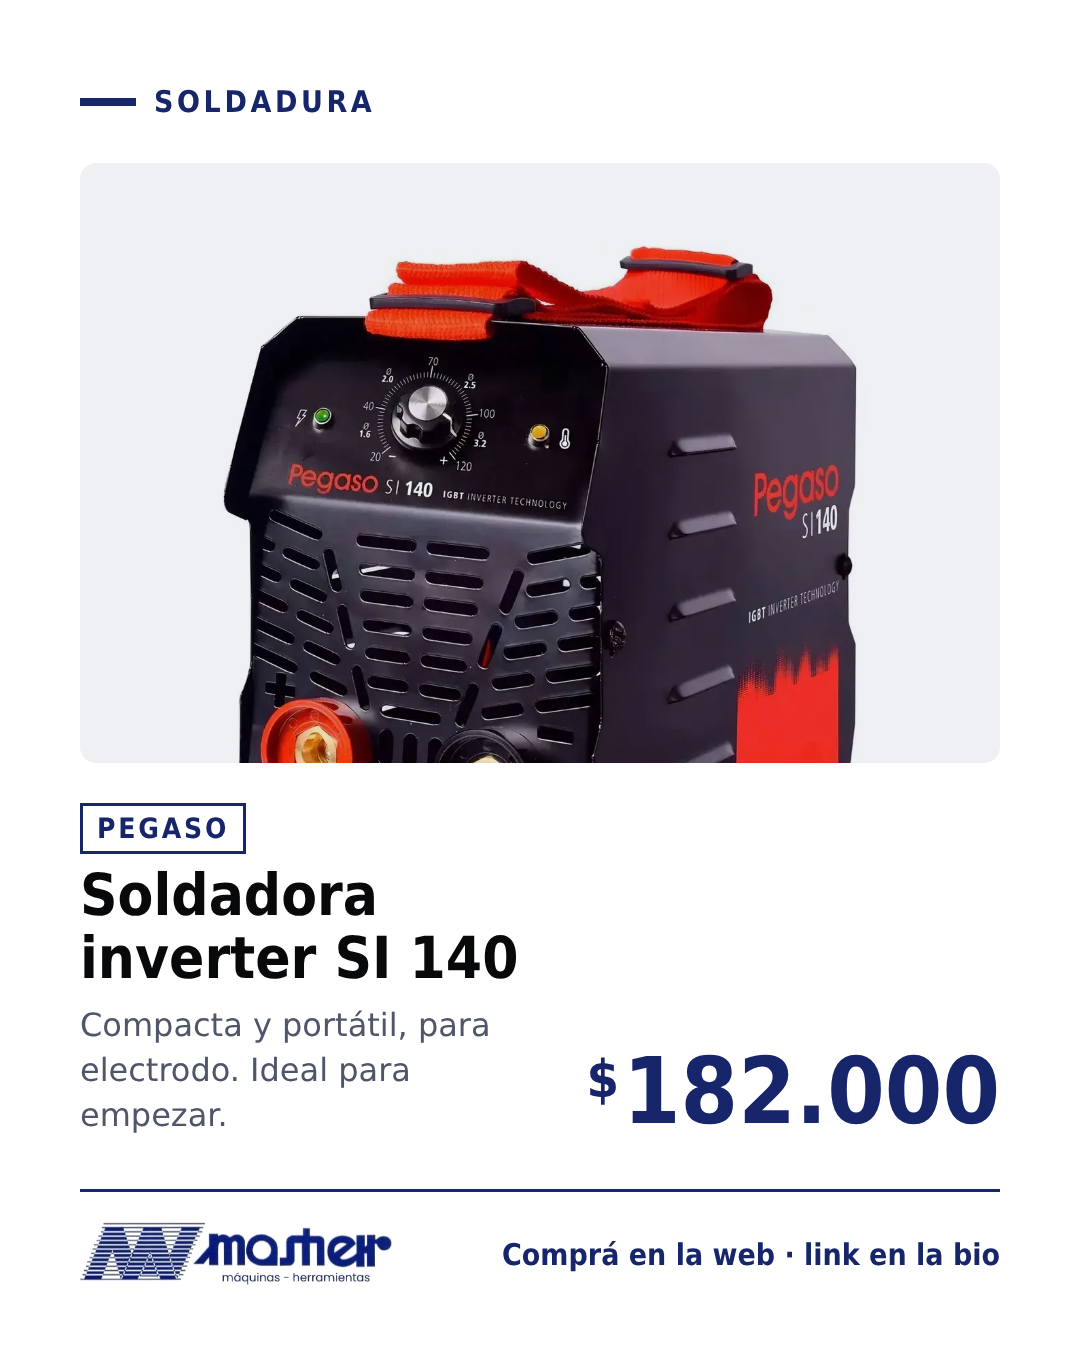 SOLDADURA
70
Ø 2.0
Ø 2.5
40
100
Ø 1.6
Ø 3.2
20
120
Pegaso SI 140 IGBT INVERTER TECHNOLOGY
Pegaso
SI 140
IGBT INVERTER TECHNOLOGY
PEGASO
Soldadora
inverter SI 140
Compacta y portátil, para
electrodo. Ideal para
empezar.
$182.000
masherr
máquinas - herramientas
Comprá en la web · link en la bio